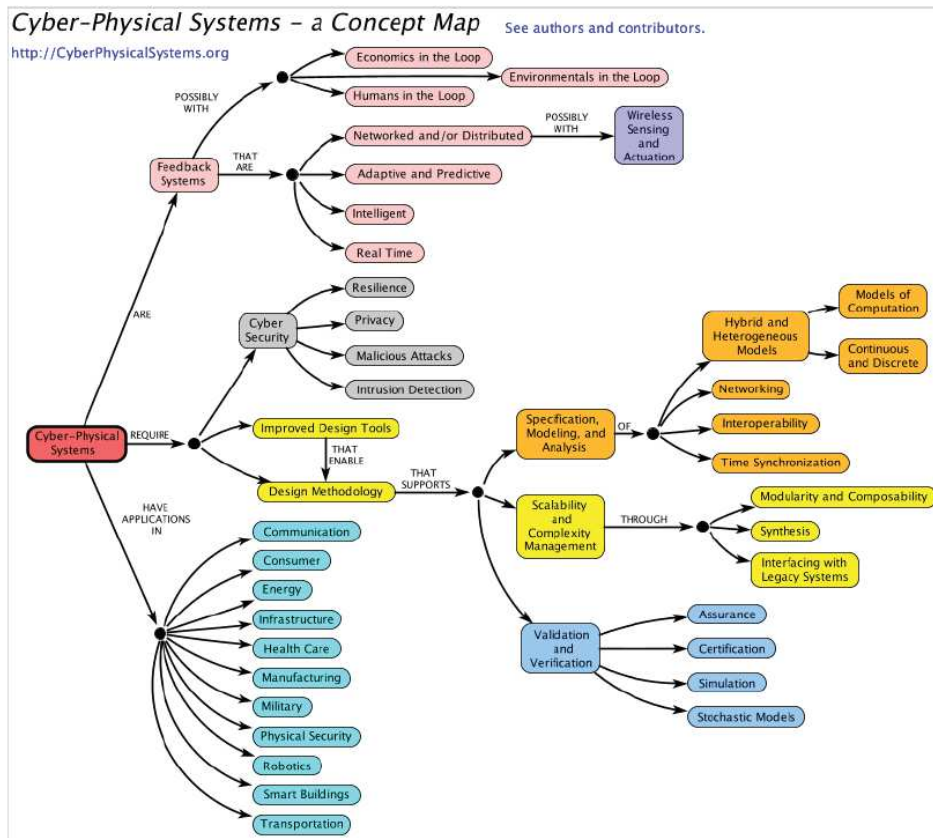 Cyber-Physical Systems – a Concept Map
See authors and contributors.
http://CyberPhysicalSystems.org
Economics in the Loop
Environmentals in the Loop
Humans in the Loop
POSSIBLY
WITH
Networked and/or Distributed
POSSIBLY
WITH
Wireless
Sensing
and
Actuation
Feedback
Systems
THAT
ARE
Adaptive and Predictive
Intelligent
Real Time
ARE
Cyber
Security
Resilience
Privacy
Malicious Attacks
Intrusion Detection
Cyber-Physical
Systems
REQUIRE
Improved Design Tools
THAT
ENABLE
Design Methodology
THAT
SUPPORTS
Specification,
Modeling, and
Analysis
OF
Hybrid and
Heterogeneous
Models
Models of
Computation
Continuous
and Discrete
Networking
Interoperability
Time Synchronization
Scalability
and
Complexity
Management
THROUGH
Modularity and Composability
Synthesis
Interfacing with
Legacy Systems
Validation
and
Verification
Assurance
Certification
Simulation
Stochastic Models
HAVE
APPLICATIONS
IN
Communication
Consumer
Energy
Infrastructure
Health Care
Manufacturing
Military
Physical Security
Robotics
Smart Buildings
Transportation